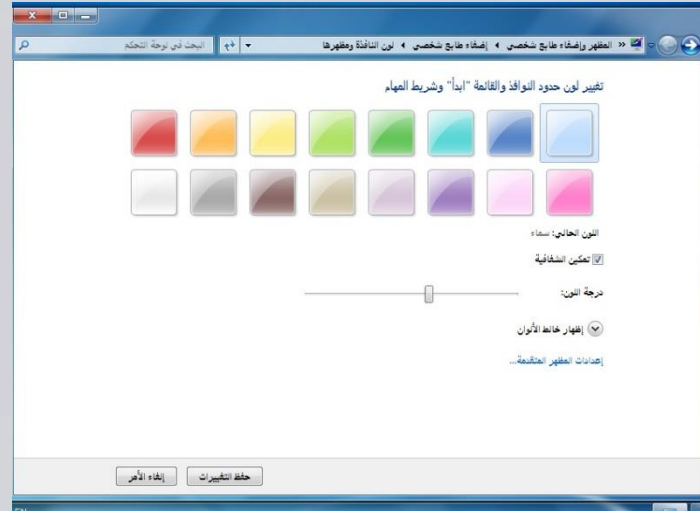 « المظهر وإضفاء طابع شخصي ‹ إضفاء طابع شخصي ‹ لون النافذة ومظهرها
البحث في لوحة التحكم
تغيير لون حدود النوافذ والقائمة "ابدأ" وشريط المهام
اللون الحالي: سماء
تمكين الشفافية
درجة اللون:
إظهار خالط الألوان
إعدادات المظهر المتقدمة...
حفظ التغييرات
إلغاء الأمر
EN